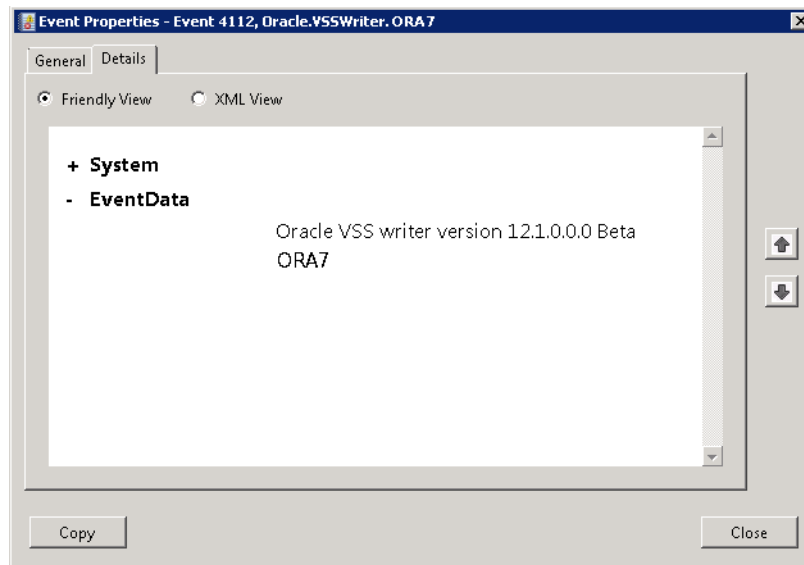 Event Properties - Event 4112, Oracle.VSSWriter.ORA7
General Details
Friendly View XML View
+ System
- EventData
Oracle VSS writer version 12.1.0.0.0 Beta
ORA7
Copy Close